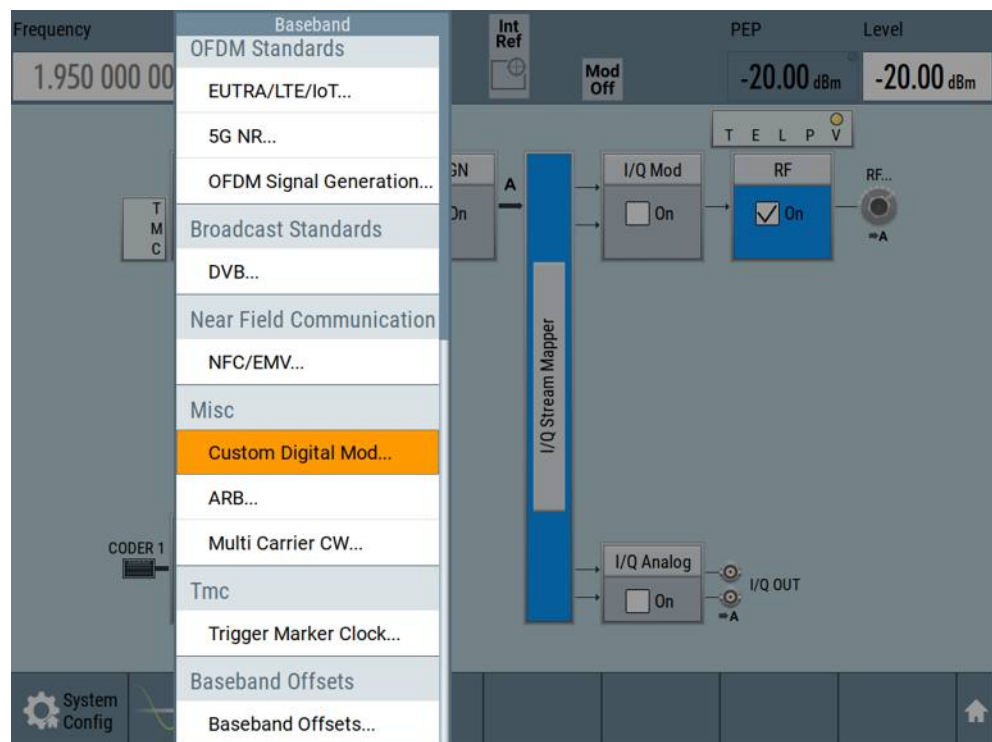 Frequency
1.950 000 00
Baseband
OFDM Standards
EUTRA/LTE/IoT...
5G NR...
OFDM Signal Generation...
Broadcast Standards
DVB...
Near Field Communication
NFC/EMV...
Misc
Custom Digital Mod...
ARB...
Multi Carrier CW...
Tmc
Trigger Marker Clock...
Baseband Offsets
Baseband Offsets...
Int
Ref
Mod
Off
PEP
-20.00 dBm
Level
-20.00 dBm
T E L P V
T
M
C
GN
On
A
I/Q Stream Mapper
I/Q Mod
On
RF
On
RF...
⇒A
CODER 1
I/Q Analog
On
I/Q OUT
⇒A
System
Config